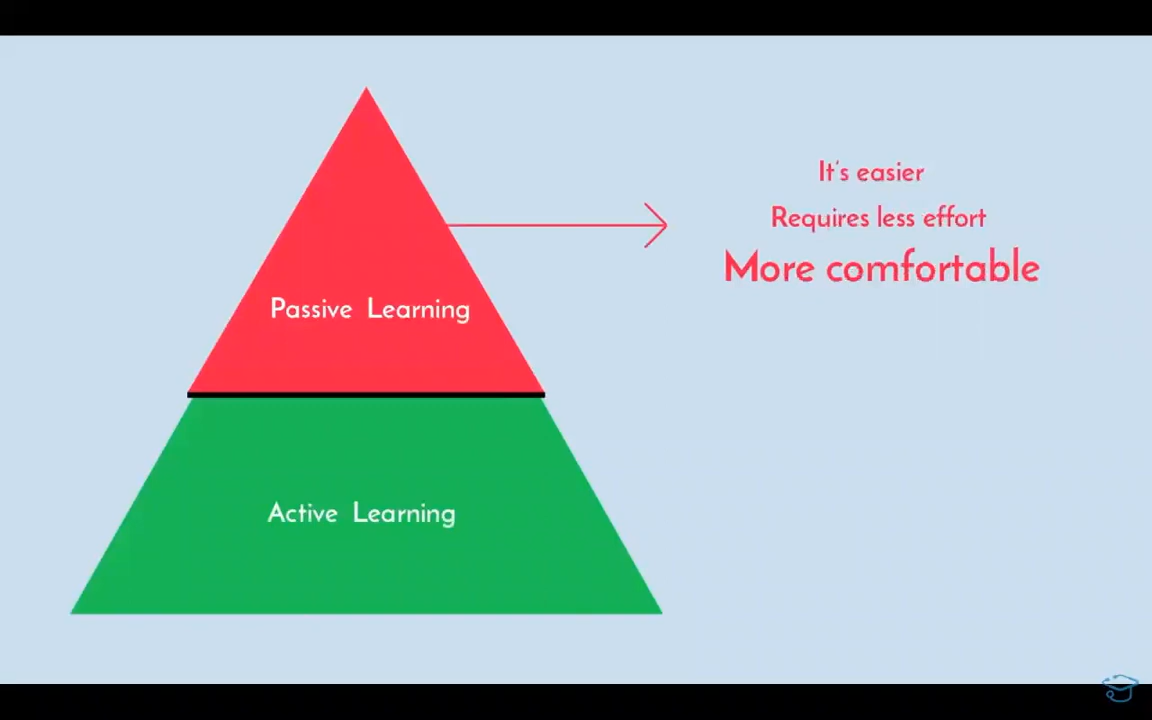 It's easier
Requires less effort
More comfortable
Passive Learning
Active Learning